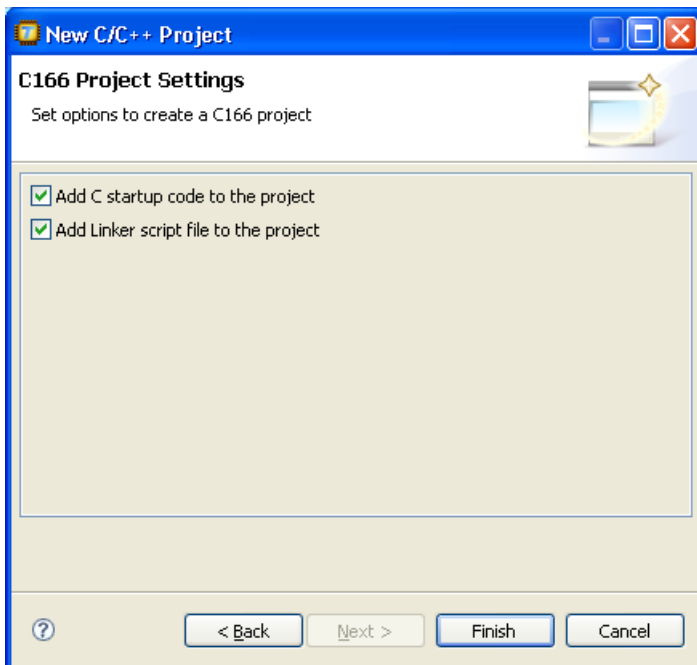 New C/C++ Project
C166 Project Settings
Set options to create a C166 project
Add C startup code to the project
Add Linker script file to the project
?
< Back
Next >
Finish
Cancel